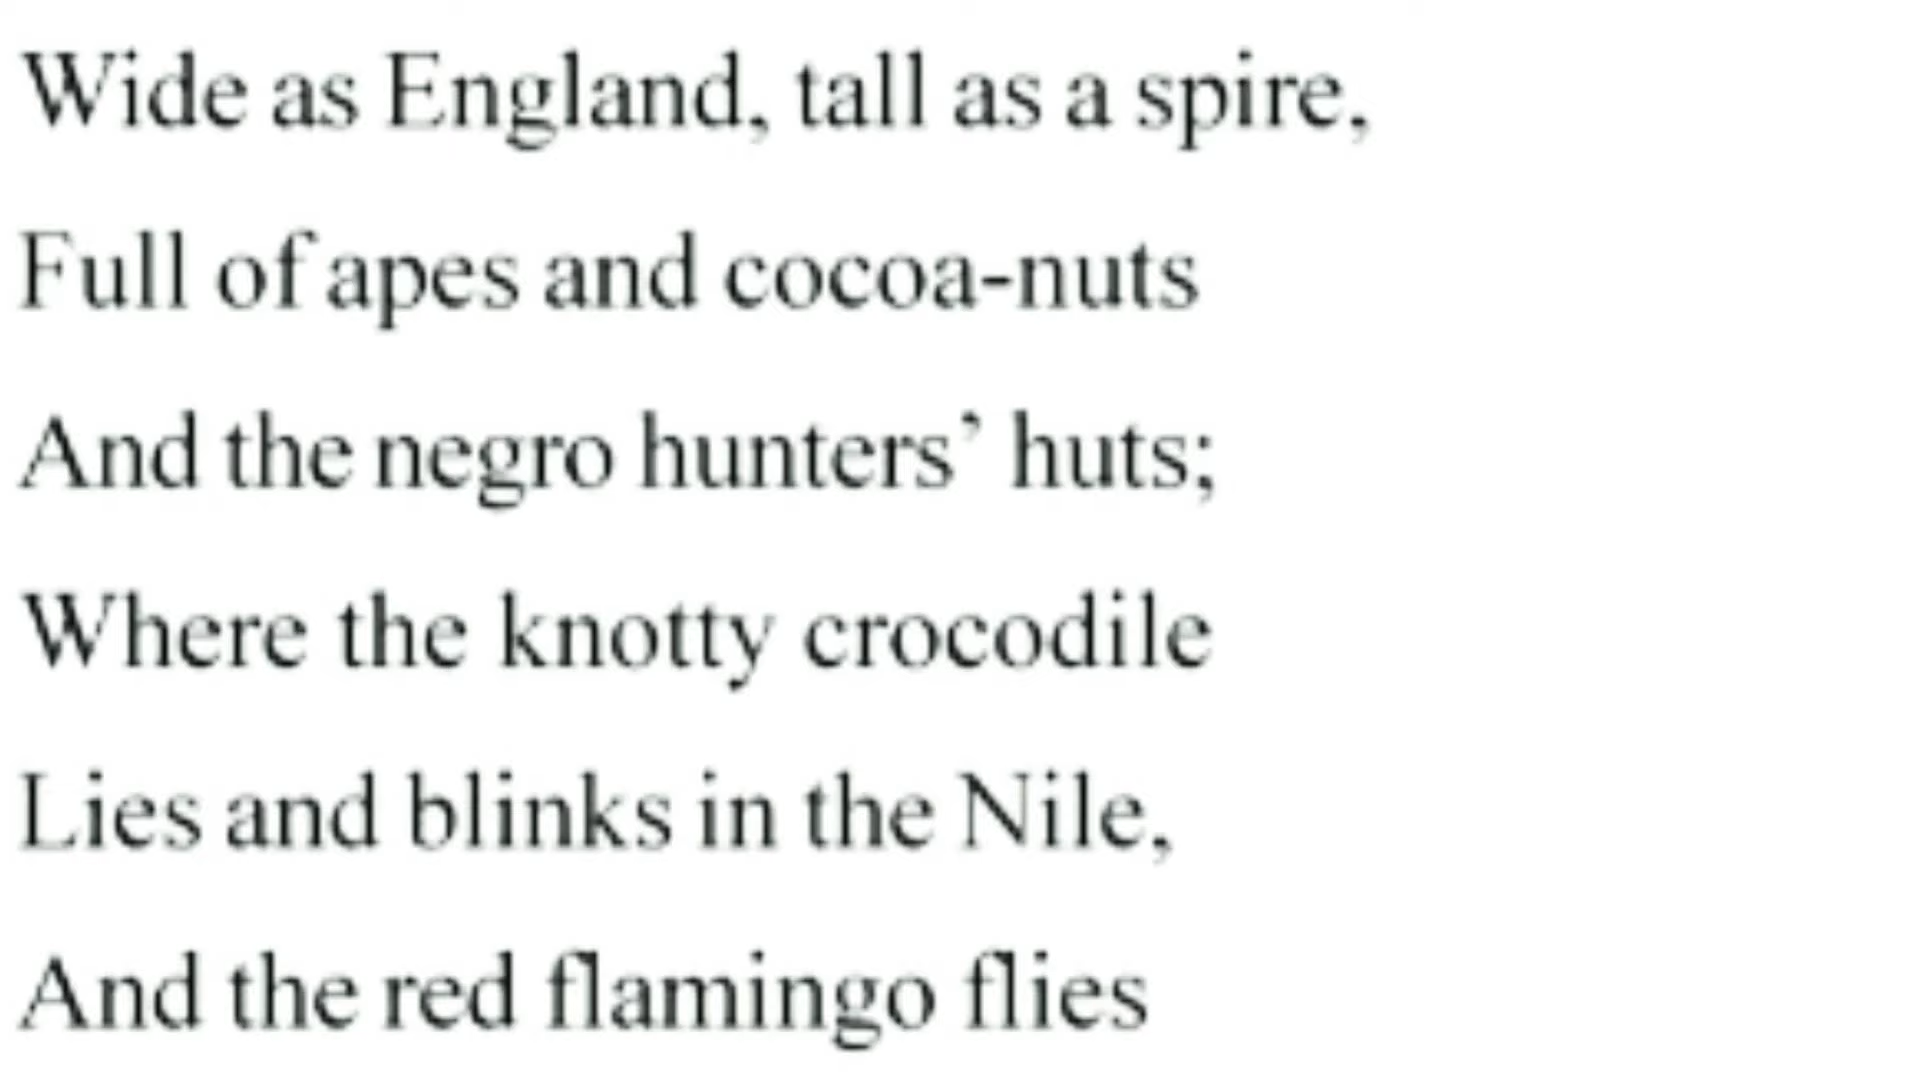 Wide as England, tall as a spire,
Full of apes and cocoa-nuts
And the negro hunters’ huts;
Where the knotty crocodile
Lies and blinks in the Nile,
And the red flamingo flies